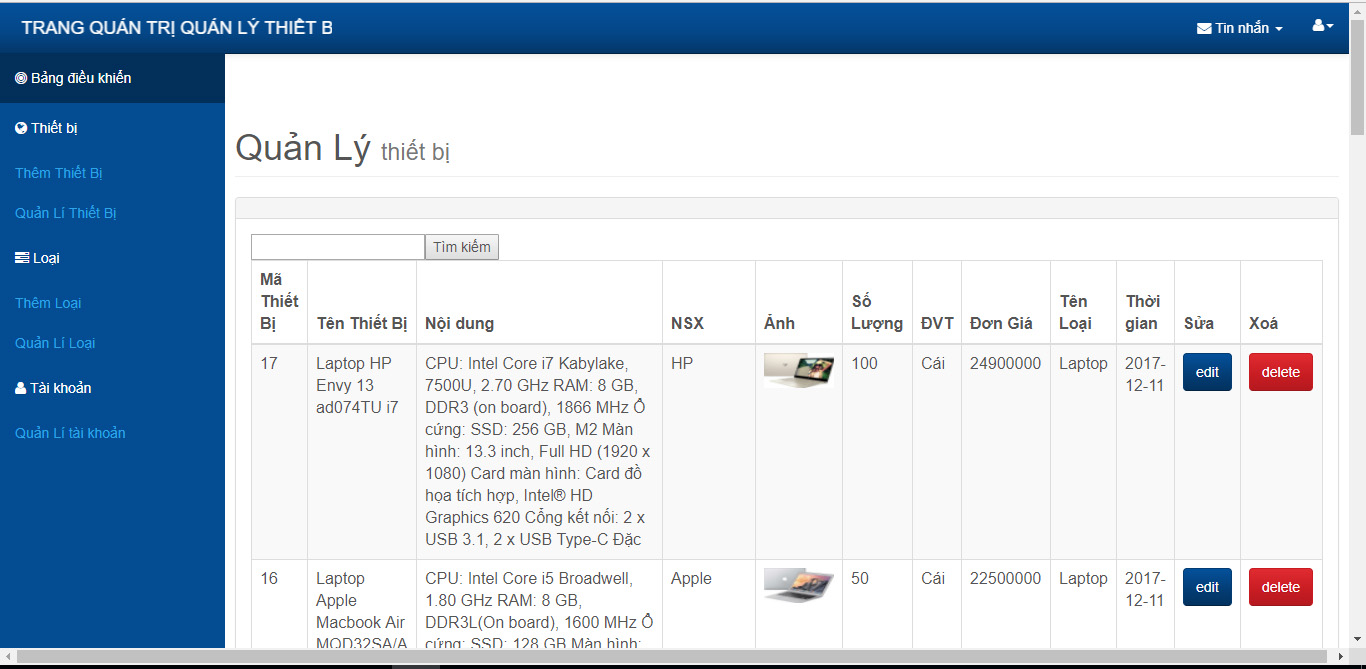 TRANG QUẢN TRỊ QUẢN LÝ THIẾT B
Tin nhắn
Bảng điều khiển
Thiết bị
Thêm Thiết Bị
Quản Lí Thiết Bị
Loại
Thêm Loại
Quản Lí Loại
Tài khoản
Quản Lí tài khoản
Quản Lý thiết bị
Tìm kiếm
Mã
Thiết
Bị
Tên Thiết Bị
Nội dung
NSX
Ảnh
Số
Lượng
ĐVT
Đơn Giá
Tên
Loại
Thời
gian
Sửa
Xoá
17
Laptop HP
Envy 13
ad074TU i7
CPU: Intel Core i7 Kabylake,
7500U, 2.70 GHz RAM: 8 GB,
DDR3 (on board), 1866 MHz Ổ
cứng: SSD: 256 GB, M2 Màn
hình: 13.3 inch, Full HD (1920 x
1080) Card màn hình: Card đồ
họa tích hợp, Intel® HD
Graphics 620 Cổng kết nối: 2 x
USB 3.1, 2 x USB Type-C Đặc
HP
100
Cái
24900000
Laptop
2017-
12-11
edit
delete
16
Laptop
Apple
Macbook Air
MQD32SA/A
CPU: Intel Core i5 Broadwell,
1.80 GHz RAM: 8 GB,
DDR3L(On board), 1600 MHz Ổ
cứng: SSD: 128 GB Màn hình:
Apple
50
Cái
22500000
Laptop
2017-
12-11
edit
delete